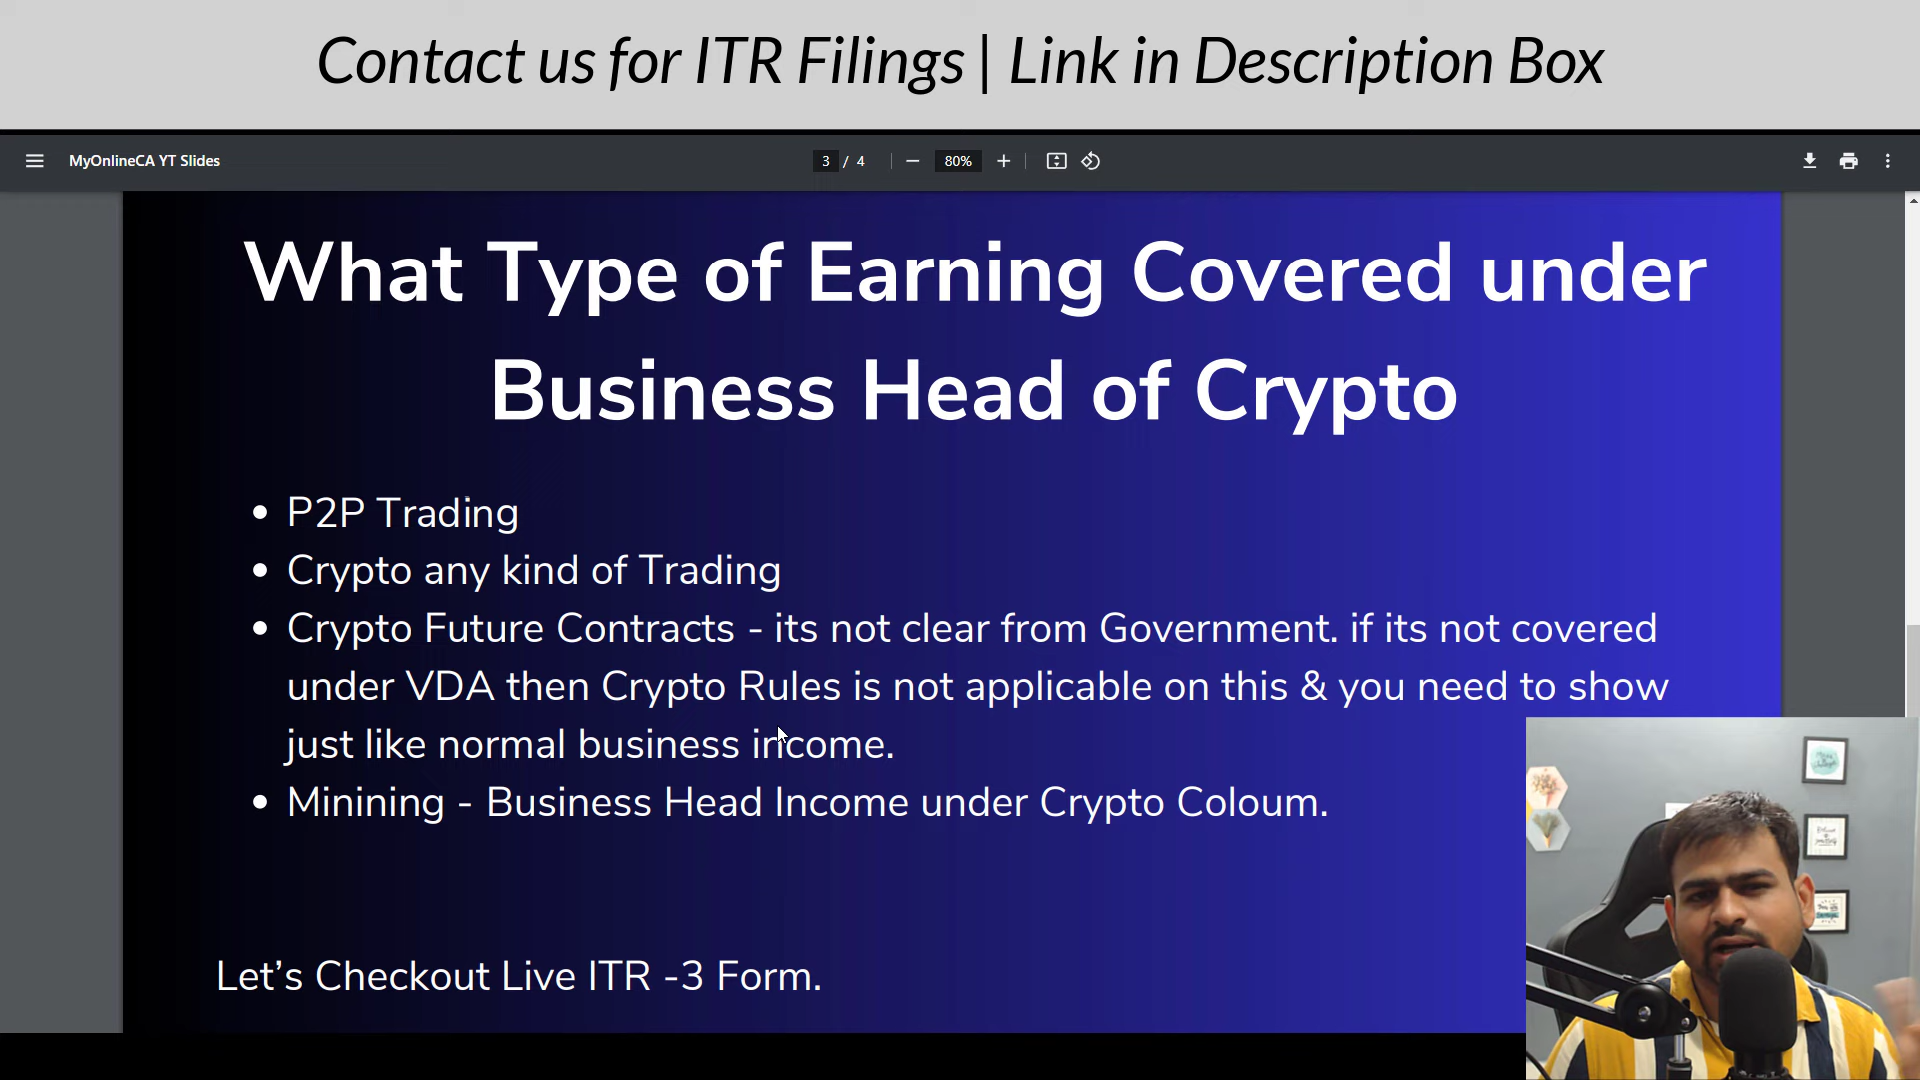 Contact us for ITR Filings | Link in Description Box
MyOnlineCA YT Slides
3 / 4
80%
What Type of Earning Covered under
Business Head of Crypto
• P2P Trading
• Crypto any kind of Trading
• Crypto Future Contracts - its not clear from Government. if its not covered
under VDA then Crypto Rules is not applicable on this & you need to show
just like normal business income.
• Minining - Business Head Income under Crypto Coloum.
Let's Checkout Live ITR -3 Form.